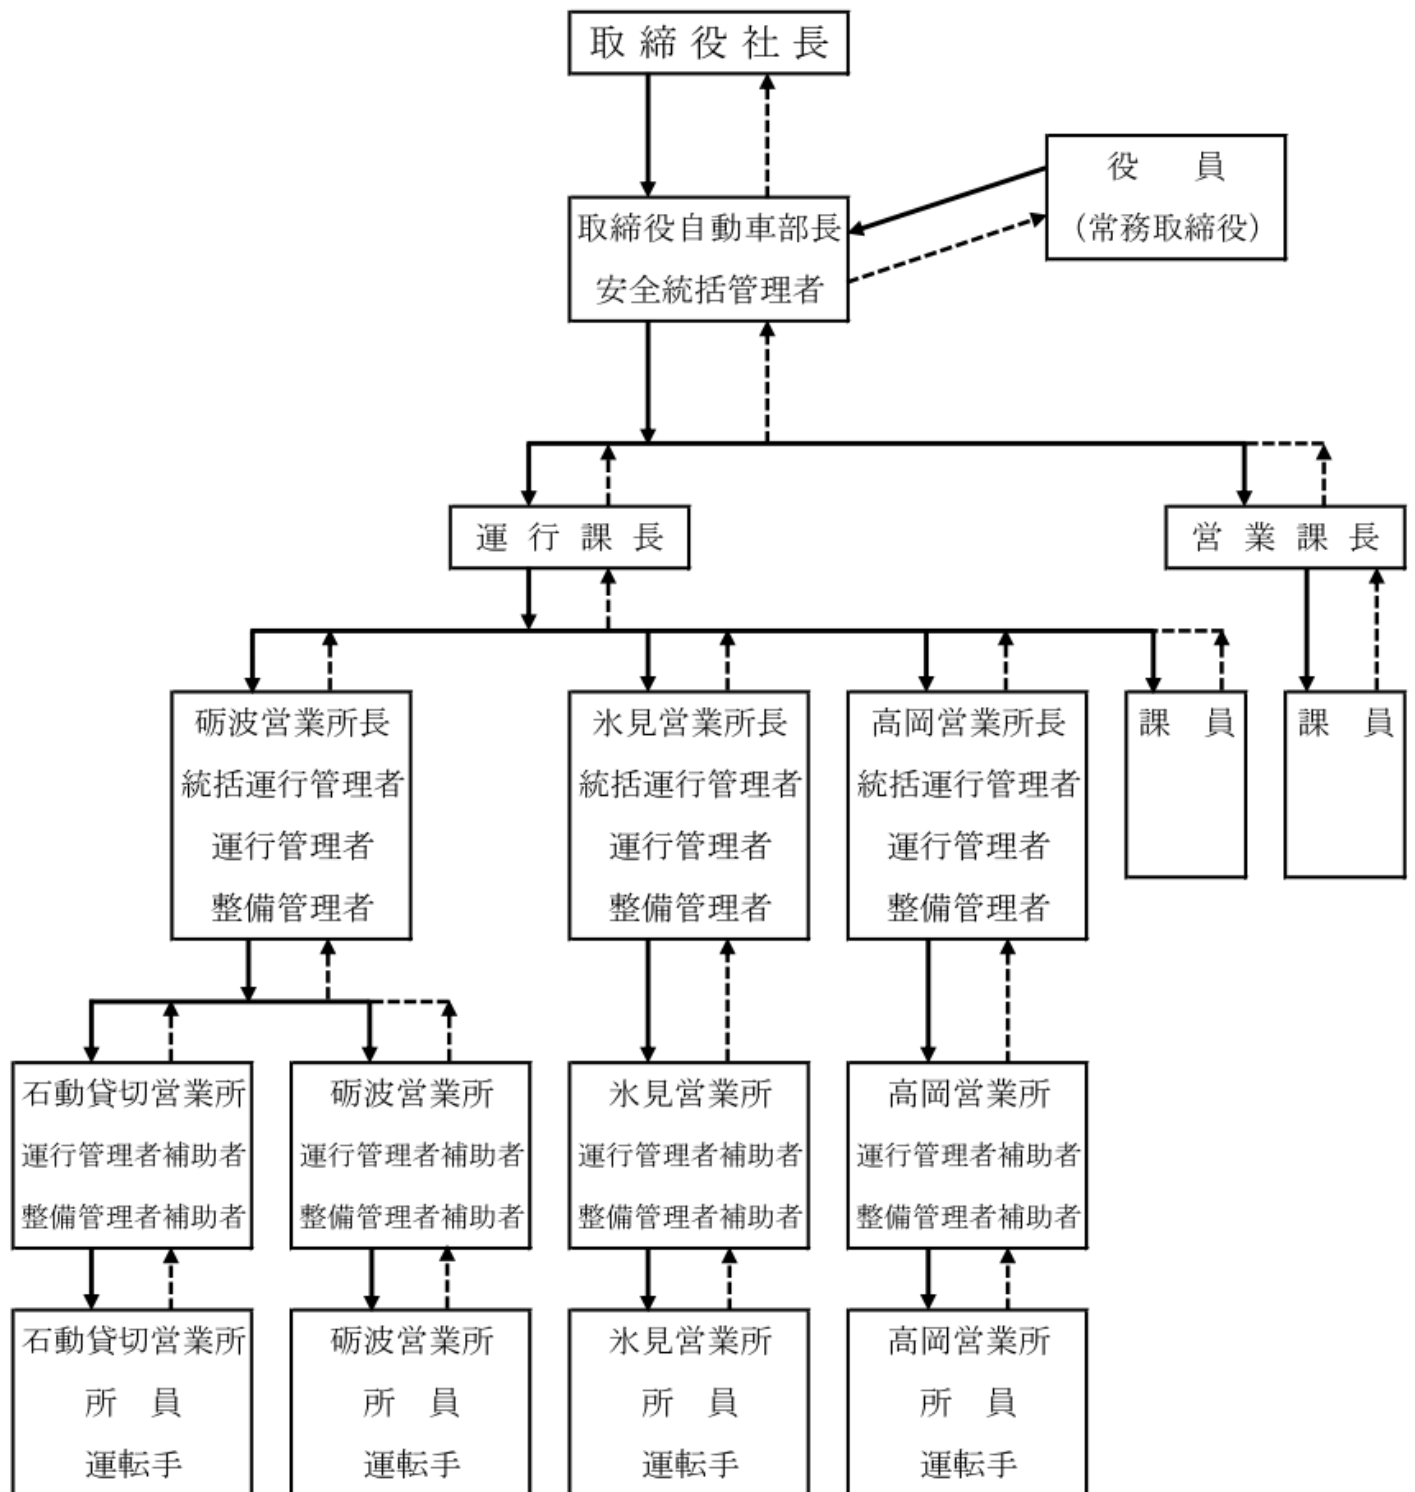 取締役社長
役　員
（常務取締役）
取締役自動車部長
安全統括管理者
運行課長
営業課長
砺波営業所長
統括運行管理者
運行管理者
整備管理者
氷見営業所長
統括運行管理者
運行管理者
整備管理者
高岡営業所長
統括運行管理者
運行管理者
整備管理者
課　員
課　員
石動貸切営業所
運行管理者補助者
整備管理者補助者
砺波営業所
運行管理者補助者
整備管理者補助者
氷見営業所
運行管理者補助者
整備管理者補助者
高岡営業所
運行管理者補助者
整備管理者補助者
石動貸切営業所
所　員
運転手
砺波営業所
所　員
運転手
氷見営業所
所　員
運転手
高岡営業所
所　員
運転手